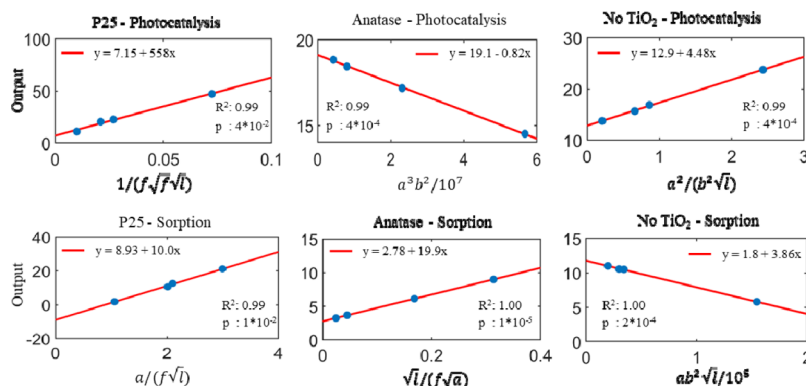 P25 - Photocatalysis
100
50
0
Output
y = 7.15 + 558x
R²: 0.99
p : 4*10⁻²
0
0.05
0.1
1/(f√f√l)
Anatase - Photocatalysis
19
15
y = 19.1 - 0.82x
R²: 0.99
p : 4*10⁻⁴
0
2
4
6
a³b²/10⁷
No TiO₂ - Photocatalysis
30
20
10
y = 12.9 + 4.48x
R²: 0.99
p : 4*10⁻⁴
0
1
2
3
a²/(b²√l)
P25 - Sorption
40
20
0
-20
Output
y = 8.93 + 10.0x
R²: 0.99
p : 1*10⁻²
0
2
4
a/(f√l)
Anatase - Sorption
15
10
5
0
y = 2.78 + 19.9x
R²: 1.00
p : 1*10⁻⁵
0
0.2
0.4
√l/(f√a)
No TiO₂ - Sorption
15
10
5
0
y = 1.8 + 3.86x
R²: 1.00
p : 2*10⁻⁴
0
1
2